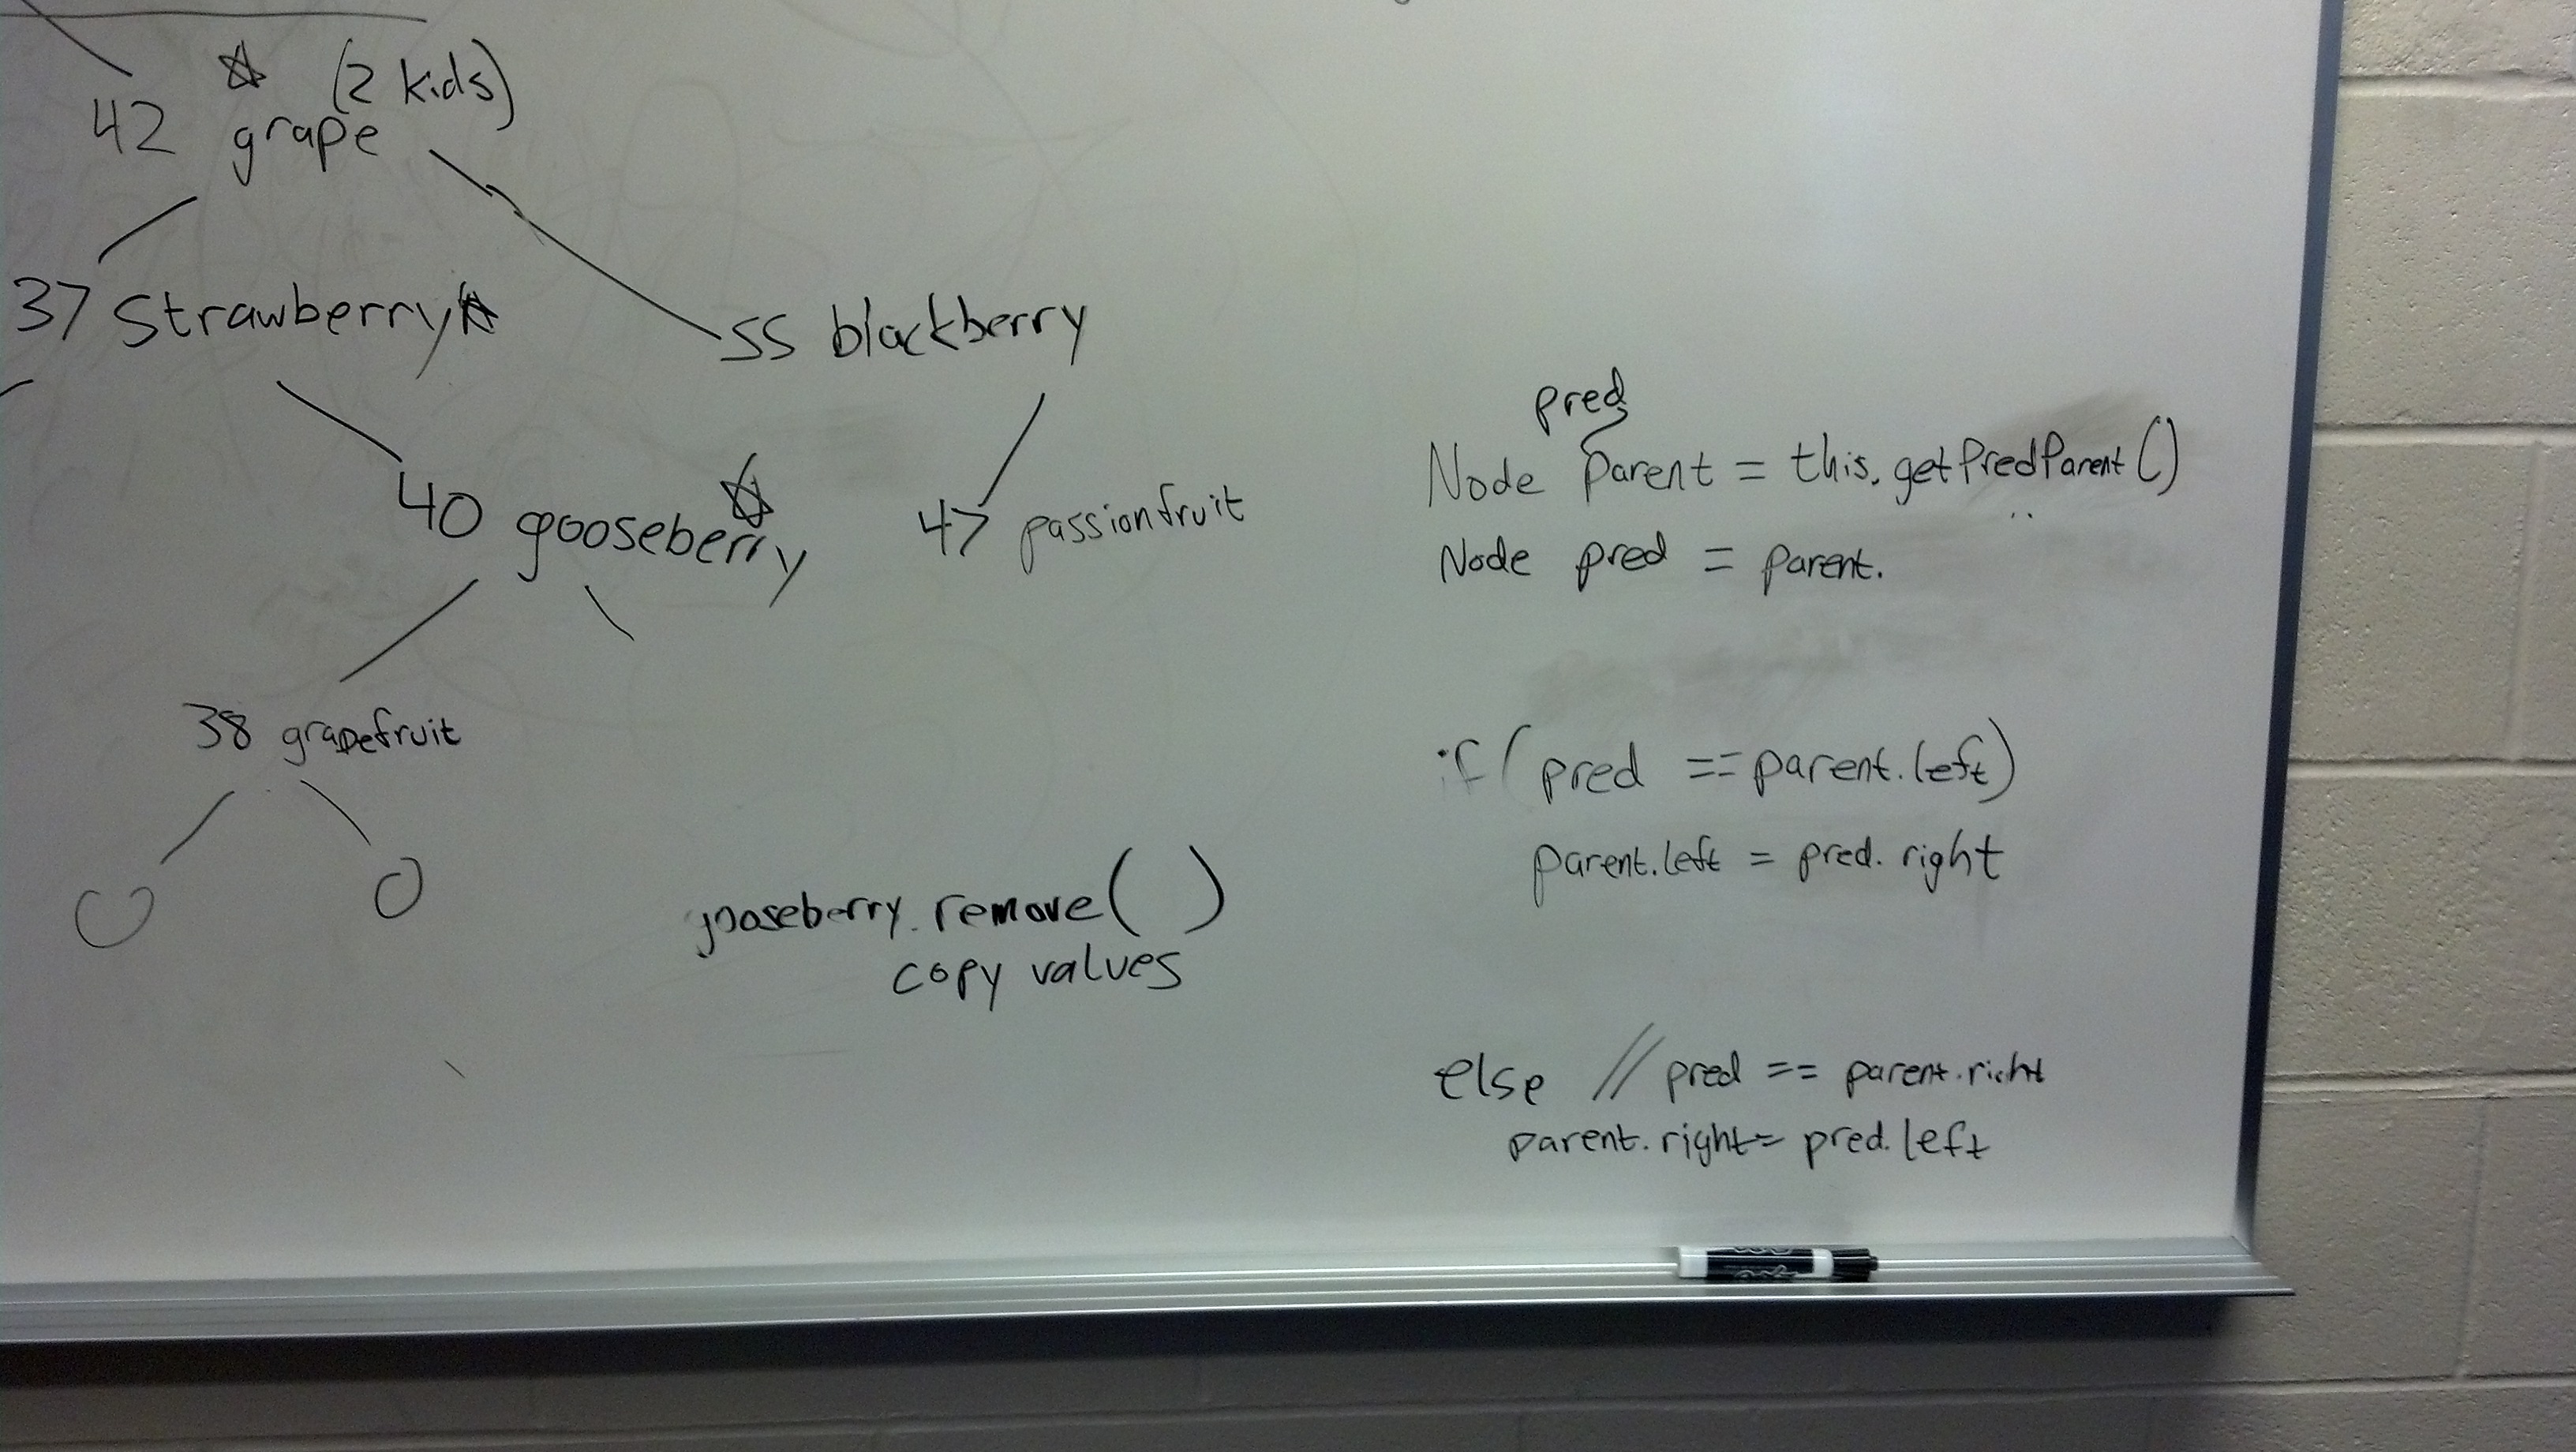 (2 kids)
42 grape
37 Strawberry
55 blackberry
40 gooseberry
47 passionfruit
38 grapefruit
gooseberry.remove( )
copy values
pred
Node parent = this.getPredParent()
Node pred = parent.
if (pred == parent.left)
parent.left = pred.right
else // pred == parent.right
parent.right = pred.left